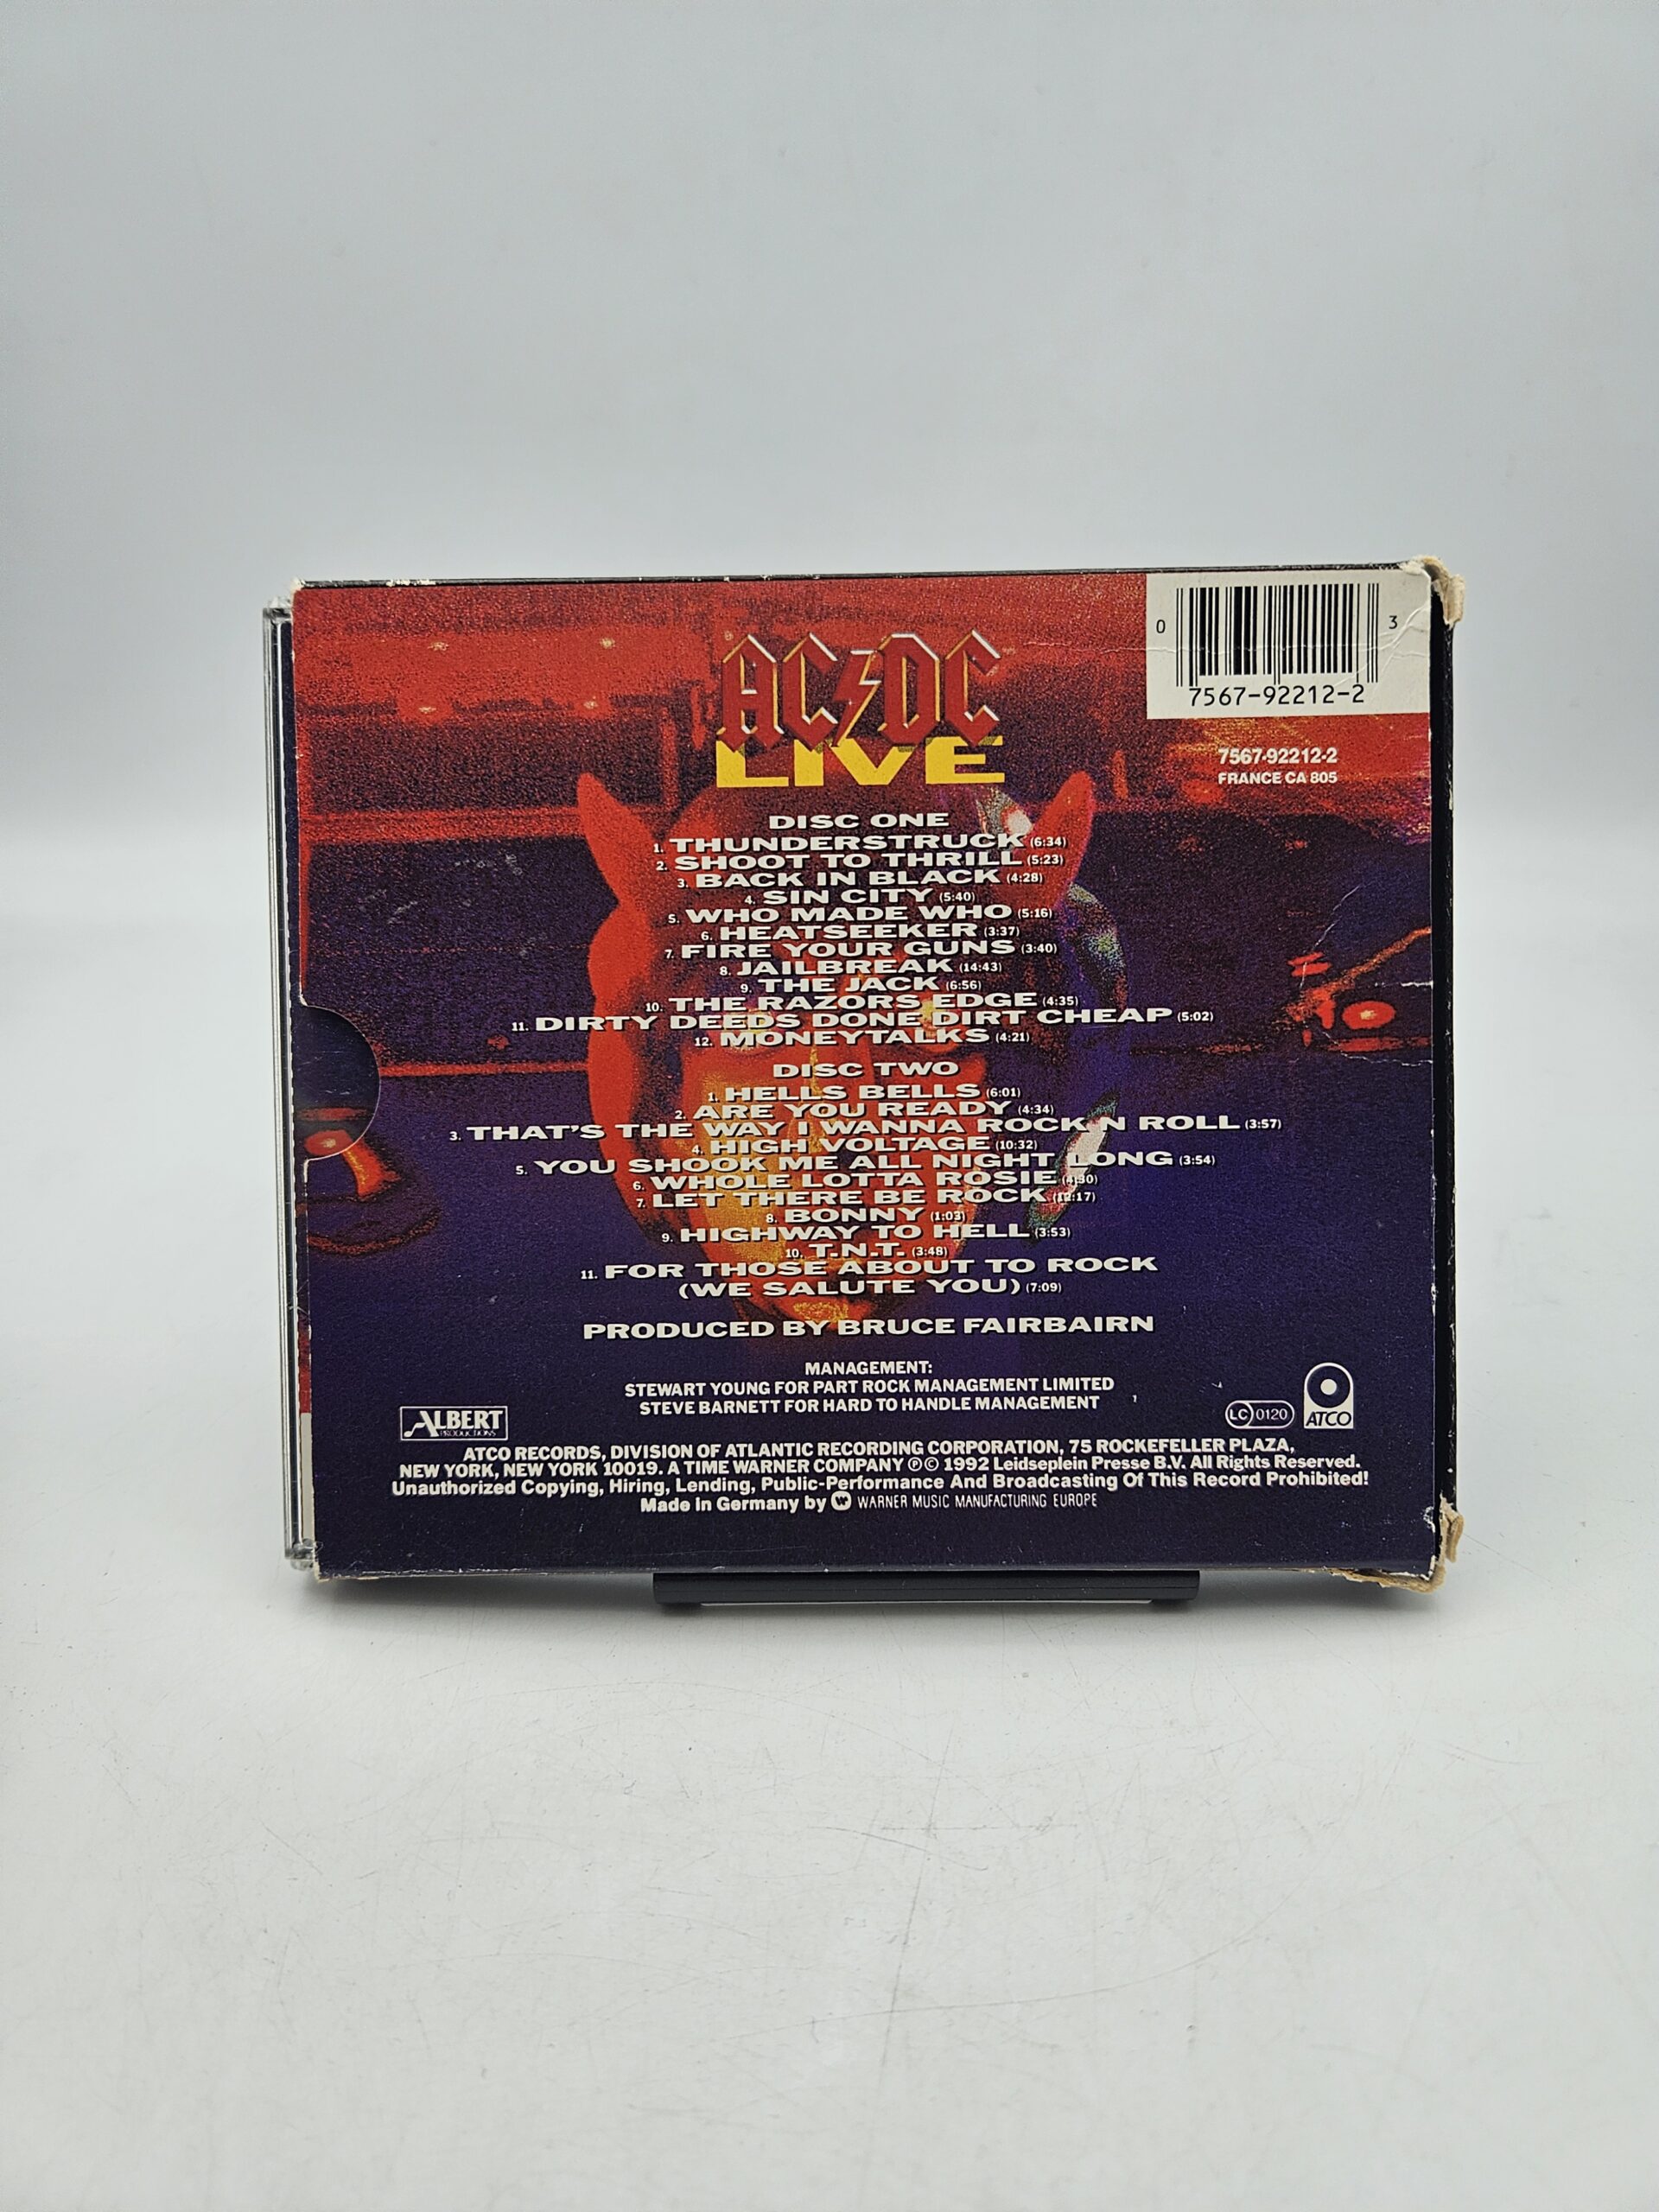 0 3
7567-92212-2
AC/DC
LIVE
7567-92212-2
FRANCE CA 805
DISC ONE
1. THUNDERSTRUCK (6:34)
2. SHOOT TO THRILL (5:23)
3. BACK IN BLACK (4:28)
4. SIN CITY (5:40)
5. WHO MADE WHO (5:16)
6. HEATSEEKER (3:37)
7. FIRE YOUR GUNS (3:40)
8. JAILBREAK (14:43)
9. THE JACK (6:56)
10. THE RAZORS EDGE (4:35)
11. DIRTY DEEDS DONE DIRT CHEAP (5:02)
12. MONEYTALKS (4:21)
DISC TWO
1. HELLS BELLS (6:01)
2. ARE YOU READY (4:34)
3. THAT'S THE WAY I WANNA ROCK N ROLL (3:57)
4. HIGH VOLTAGE (10:32)
5. YOU SHOOK ME ALL NIGHT LONG (3:54)
6. WHOLE LOTTA ROSIE (4:30)
7. LET THERE BE ROCK (12:17)
8. BONNY (1:03)
9. HIGHWAY TO HELL (3:53)
10. T.N.T. (3:48)
11. FOR THOSE ABOUT TO ROCK
(WE SALUTE YOU) (7:09)
PRODUCED BY BRUCE FAIRBAIRN
MANAGEMENT:
STEWART YOUNG FOR PART ROCK MANAGEMENT LIMITED
STEVE BARNETT FOR HARD TO HANDLE MANAGEMENT
ALBERT
PRODUCTIONS
LC 0120
ATCO
ATCO RECORDS, DIVISION OF ATLANTIC RECORDING CORPORATION, 75 ROCKEFELLER PLAZA,
NEW YORK, NEW YORK 10019. A TIME WARNER COMPANY ℗© 1992 Leidseplein Presse B.V. All Rights Reserved.
Unauthorized Copying, Hiring, Lending, Public-Performance And Broadcasting Of This Record Prohibited!
Made in Germany by WARNER MUSIC MANUFACTURING EUROPE